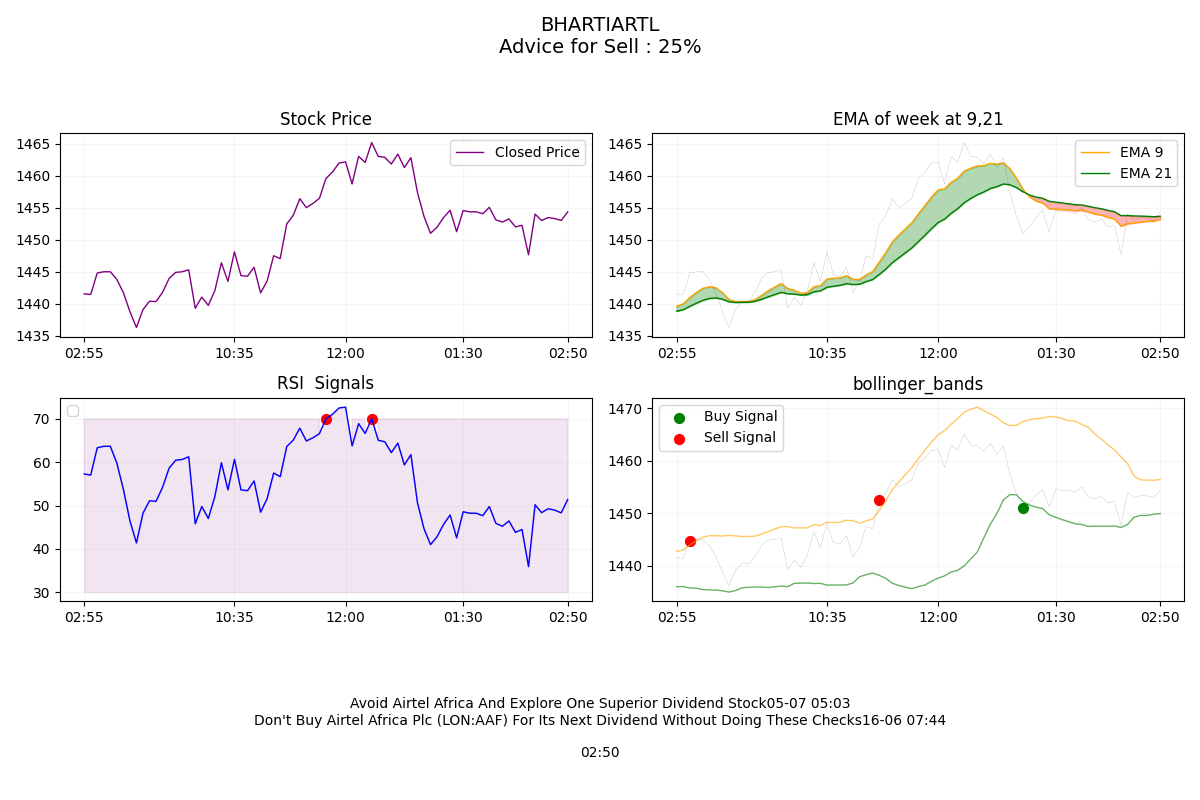 BHARTIARTL
Advice for Sell : 25%
Stock Price
1465
1460
1455
1450
1445
1440
1435
Closed Price
02:55 10:35 12:00 01:30 02:50
EMA of week at 9,21
1465
1460
1455
1450
1445
1440
1435
EMA 9
EMA 21
02:55 10:35 12:00 01:30 02:50
RSI  Signals
70
60
50
40
30
02:55 10:35 12:00 01:30 02:50
bollinger_bands
1470
1460
1450
1440
Buy Signal
Sell Signal
02:55 10:35 12:00 01:30 02:50
Avoid Airtel Africa And Explore One Superior Dividend Stock05-07 05:03
Don't Buy Airtel Africa Plc (LON:AAF) For Its Next Dividend Without Doing These Checks16-06 07:44
02:50